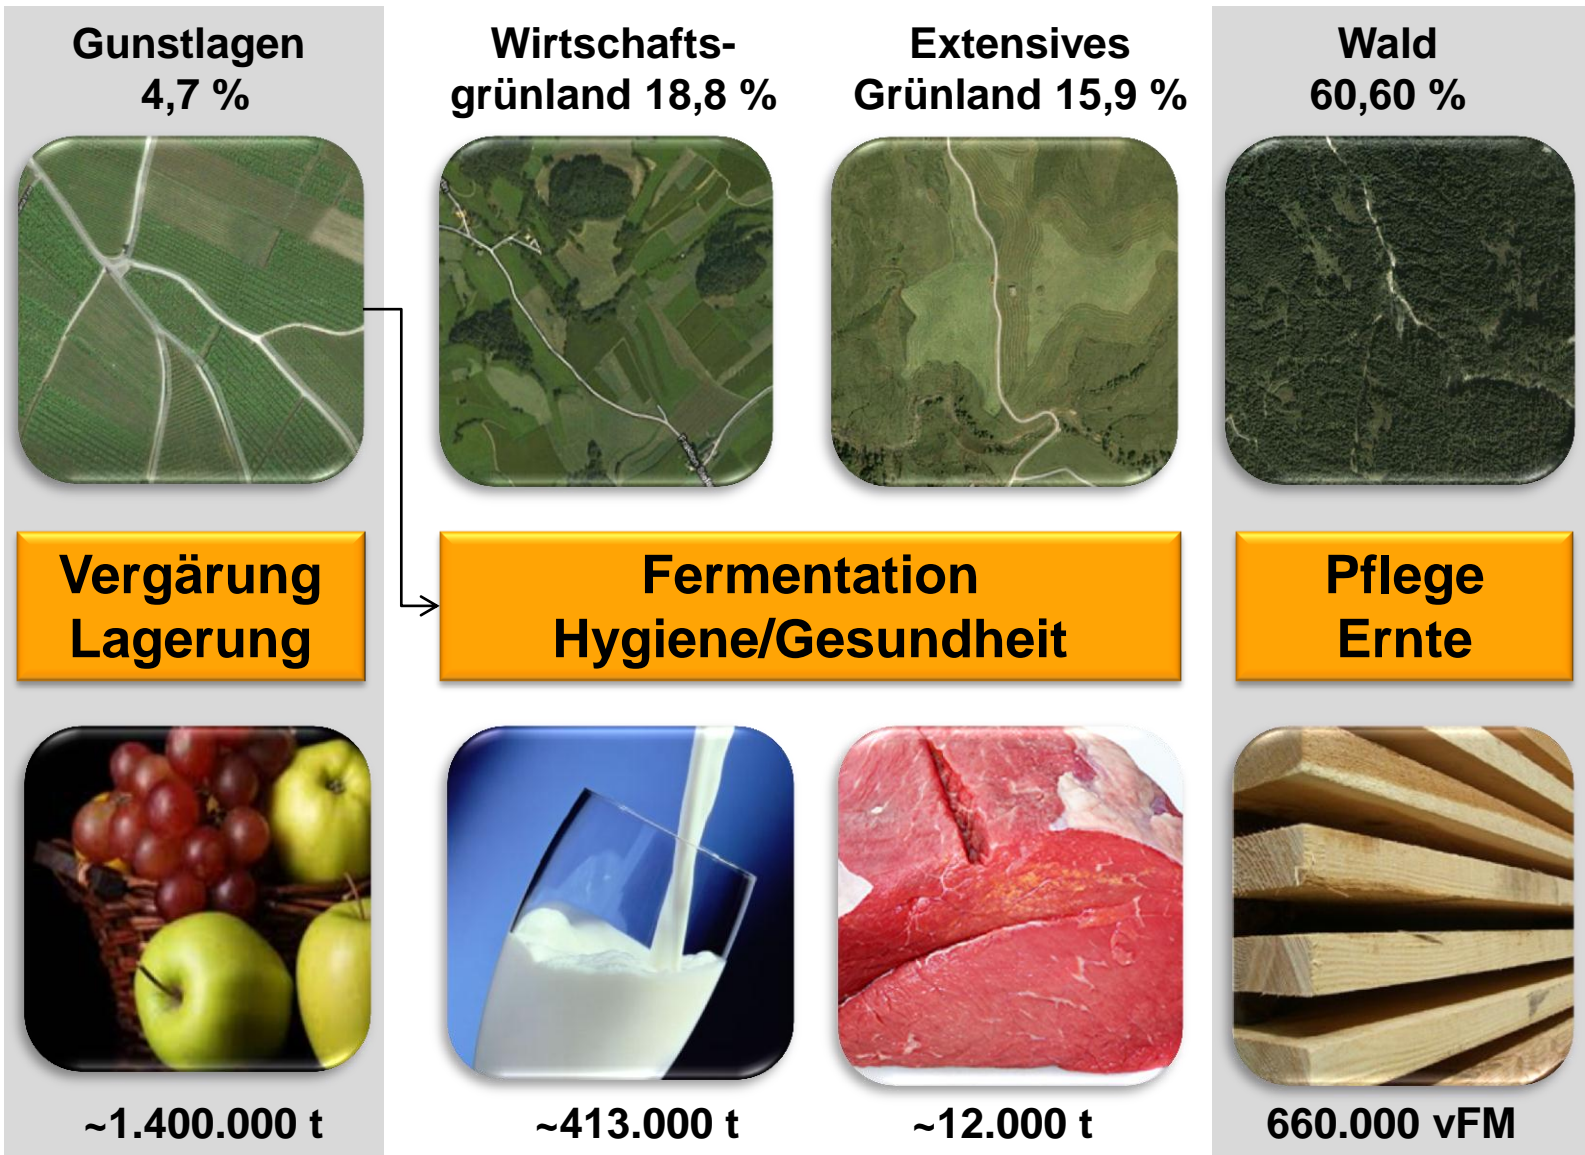 Gunstlagen
4,7 %
Wirtschafts-
grünland 18,8 %
Extensives
Grünland 15,9 %
Wald
60,60 %
Vergärung
Lagerung
Fermentation
Hygiene/Gesundheit
Pflege
Ernte
~1.400.000 t
~413.000 t
~12.000 t
660.000 vFM